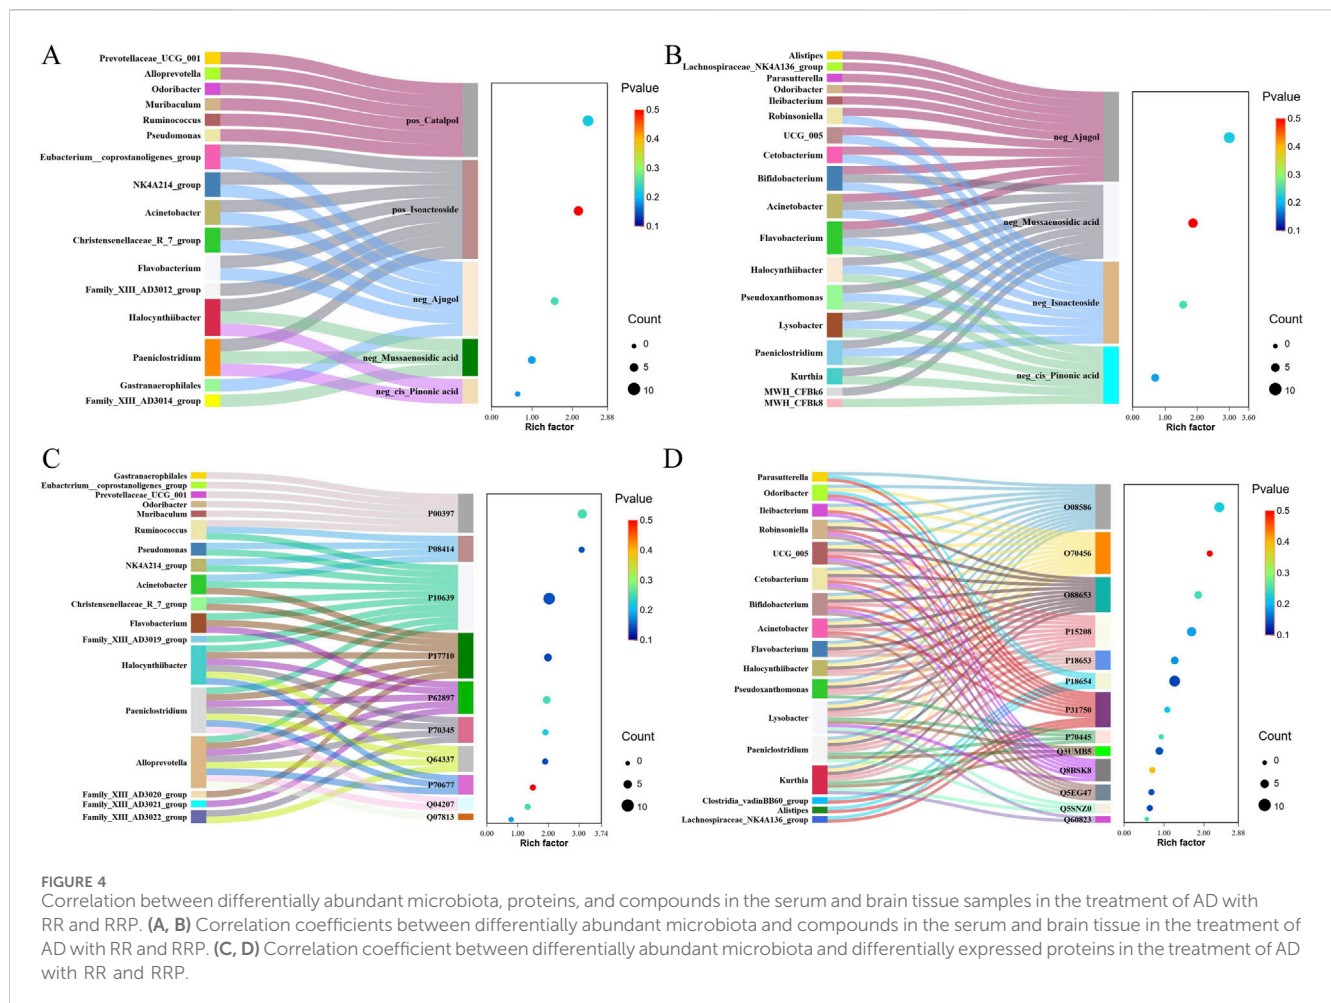 A
Prevotellaceae_UCG_001
Alloprevotella
Odoribacter
Muribaculum
Ruminococcus
Pseudomonas
Eubacterium__coprostanoligenes_group
NK4A214_group
Acinetobacter
Christensenellaceae_R_7_group
Flavobacterium
Family_XIII_AD3012_group
Halocynthiibacter
Paeniclostridium
Gastranaerophilales
Family_XIII_AD3014_group
pos_Catalpol
pos_Isoacteoside
neg_Ajugol
neg_Mussaenosidic acid
neg_cis_Pinonic acid
0.00 1.00 2.00 2.88
Rich factor
Pvalue
0.5
0.4
0.3
0.2
0.1
Count
0
5
10
B
Alistipes
Lachnospiraceae_NK4A136_group
Parasutterella
Odoribacter
Ileibacterium
Robinsoniella
UCG_005
Cetobacterium
Bifidobacterium
Acinetobacter
Flavobacterium
Halocynthiibacter
Pseudoxanthomonas
Lysobacter
Paeniclostridium
Kurthia
MWH_CFBk6
MWH_CFBk8
neg_Ajugol
neg_Mussaenosidic acid
neg_Isoacteoside
neg_cis_Pinonic acid
0.00 1.00 2.00 3.00 3.60
Rich factor
Pvalue
0.5
0.4
0.3
0.2
0.1
Count
0
5
10
C
Gastranaerophilales
Eubacterium__coprostanoligenes_group
Prevotellaceae_UCG_001
Odoribacter
Muribaculum
Ruminococcus
Pseudomonas
NK4A214_group
Acinetobacter
Christensenellaceae_R_7_group
Flavobacterium
Family_XIII_AD3019_group
Halocynthiibacter
Paeniclostridium
Alloprevotella
Family_XIII_AD3020_group
Family_XIII_AD3021_group
Family_XIII_AD3022_group
P00397
P08414
P10639
P17710
P62897
P70345
Q64337
P70677
Q04207
Q07813
0.00 1.00 2.00 3.00 3.74
Rich factor
Pvalue
0.5
0.4
0.3
0.2
0.1
Count
0
5
10
D
Parasutterella
Odoribacter
Ileibacterium
Robinsoniella
UCG_005
Cetobacterium
Bifidobacterium
Acinetobacter
Flavobacterium
Halocynthiibacter
Pseudoxanthomonas
Lysobacter
Paeniclostridium
Kurthia
Clostridia_vadinBB60_group
Alistipes
Lachnospiraceae_NK4A136_group
O08586
O70456
O88653
P15208
P18653
P18654
P31750
P70445
Q3UMB5
Q8BSK8
Q5EG47
Q5SNZ0
Q60823
0.00 1.00 2.00 2.88
Rich factor
Pvalue
0.5
0.4
0.3
0.2
0.1
Count
0
5
10
FIGURE 4
Correlation between differentially abundant microbiota, proteins, and compounds in the serum and brain tissue samples in the treatment of AD with
RR and RRP. (A, B) Correlation coefficients between differentially abundant microbiota and compounds in the serum and brain tissue in the treatment of
AD with RR and RRP. (C, D) Correlation coefficient between differentially abundant microbiota and differentially expressed proteins in the treatment of AD
with RR and RRP.